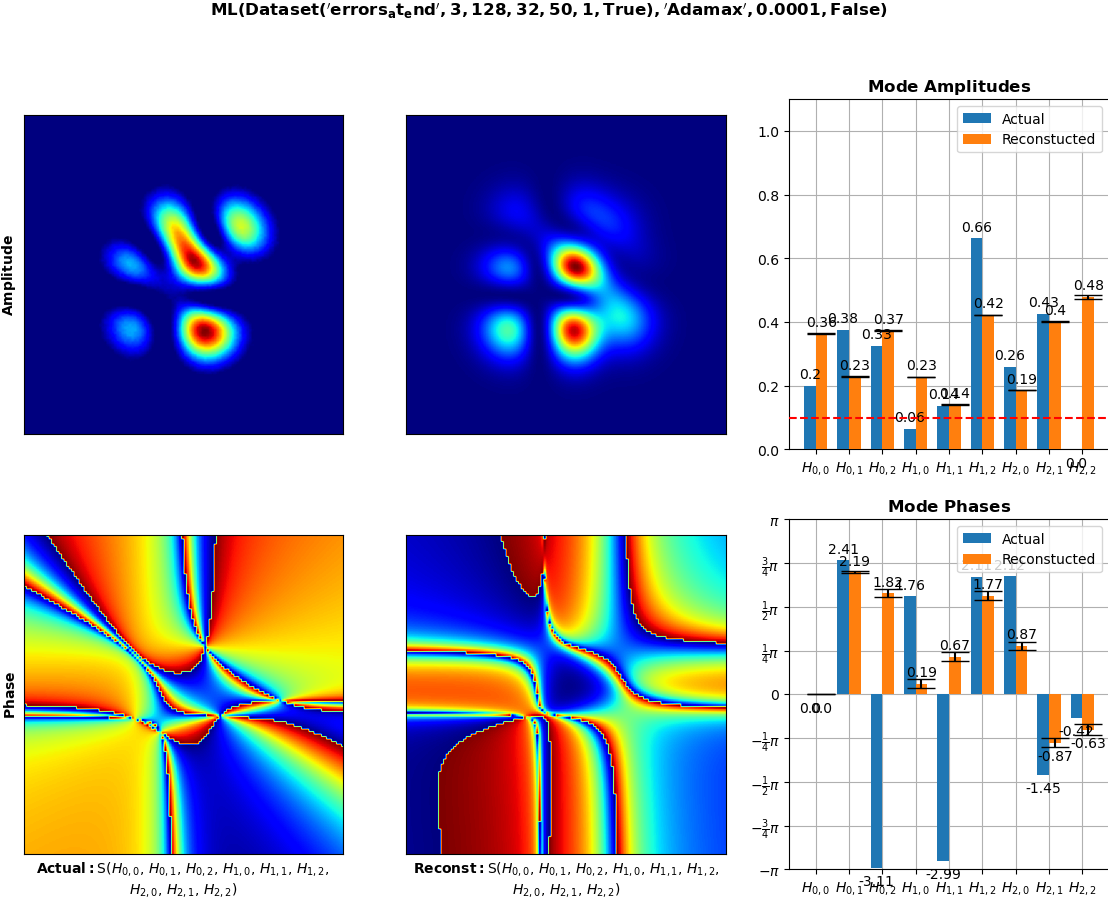 ML(Dataset('errors_at_end', 3, 128, 32, 50, 1, True), 'Adamax', 0.0001, False)
Amplitude
Mode Amplitudes
Actual
Reconstucted
1.0
0.8
0.6
0.4
0.2
0.0
0.2 0.38 0.33 0.06 0.14 0.66 0.26 0.43 0.0
0.36 0.23 0.37 0.23 0.14 0.42 0.19 0.4 0.48
H0,0 H0,1 H0,2 H1,0 H1,1 H1,2 H2,0 H2,1 H2,2
Phase
Mode Phases
Actual
Reconstucted
π
3/4π
1/2π
1/4π
0
−1/4π
−1/2π
−3/4π
−π
0.0 2.41 -3.11 1.76 -2.99 2.11 2.12 -1.45 -0.42
0.0 2.19 1.82 0.19 0.67 1.77 0.87 -0.87 -0.63
H0,0 H0,1 H0,2 H1,0 H1,1 H1,2 H2,0 H2,1 H2,2
Actual: S(H0,0, H0,1, H0,2, H1,0, H1,1, H1,2,
H2,0, H2,1, H2,2)
Reconst: S(H0,0, H0,1, H0,2, H1,0, H1,1, H1,2,
H2,0, H2,1, H2,2)